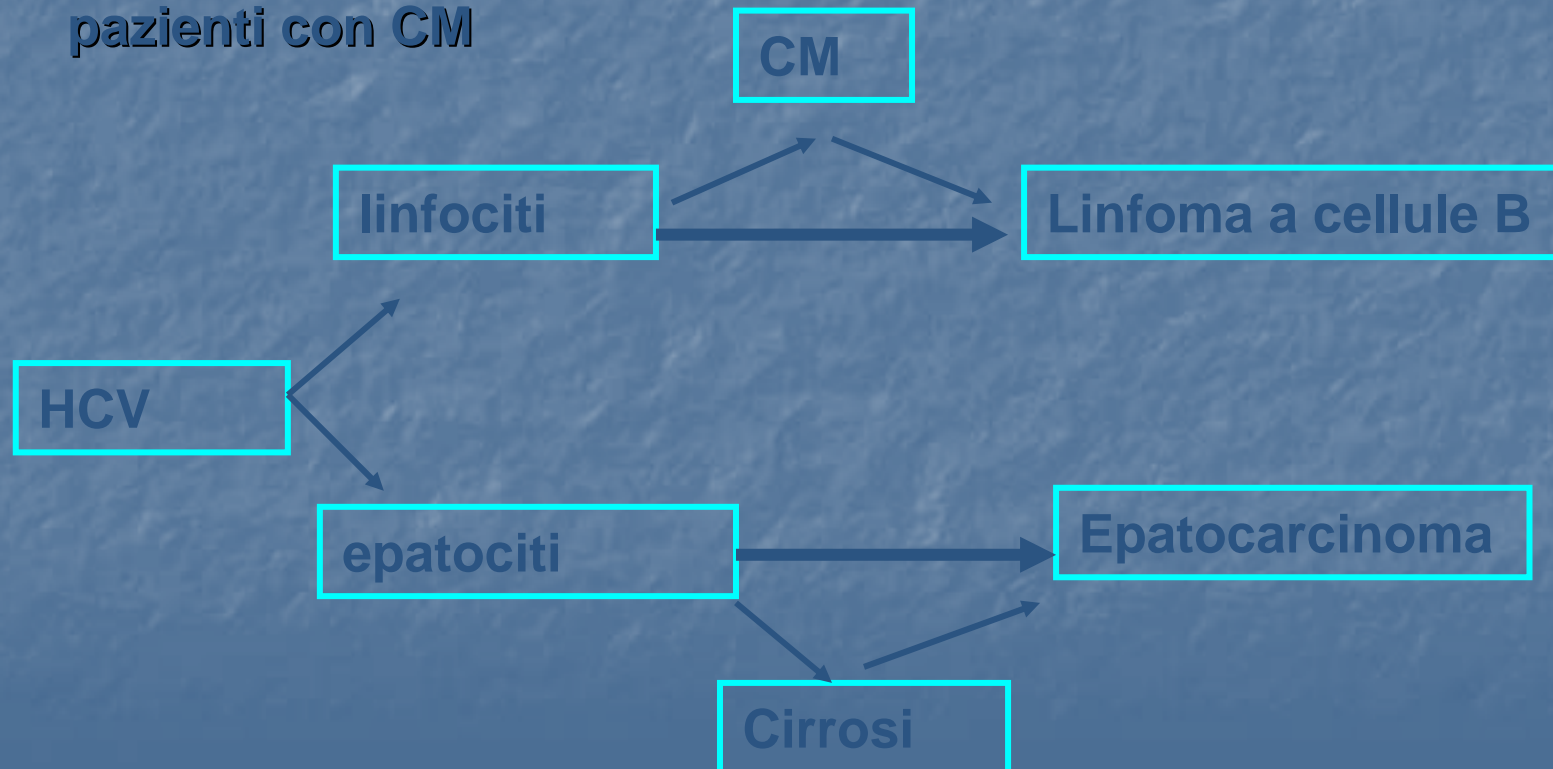 pazienti con CM
CM
linfociti
Linfoma a cellule B
HCV
epatociti
Epatocarcinoma
Cirrosi